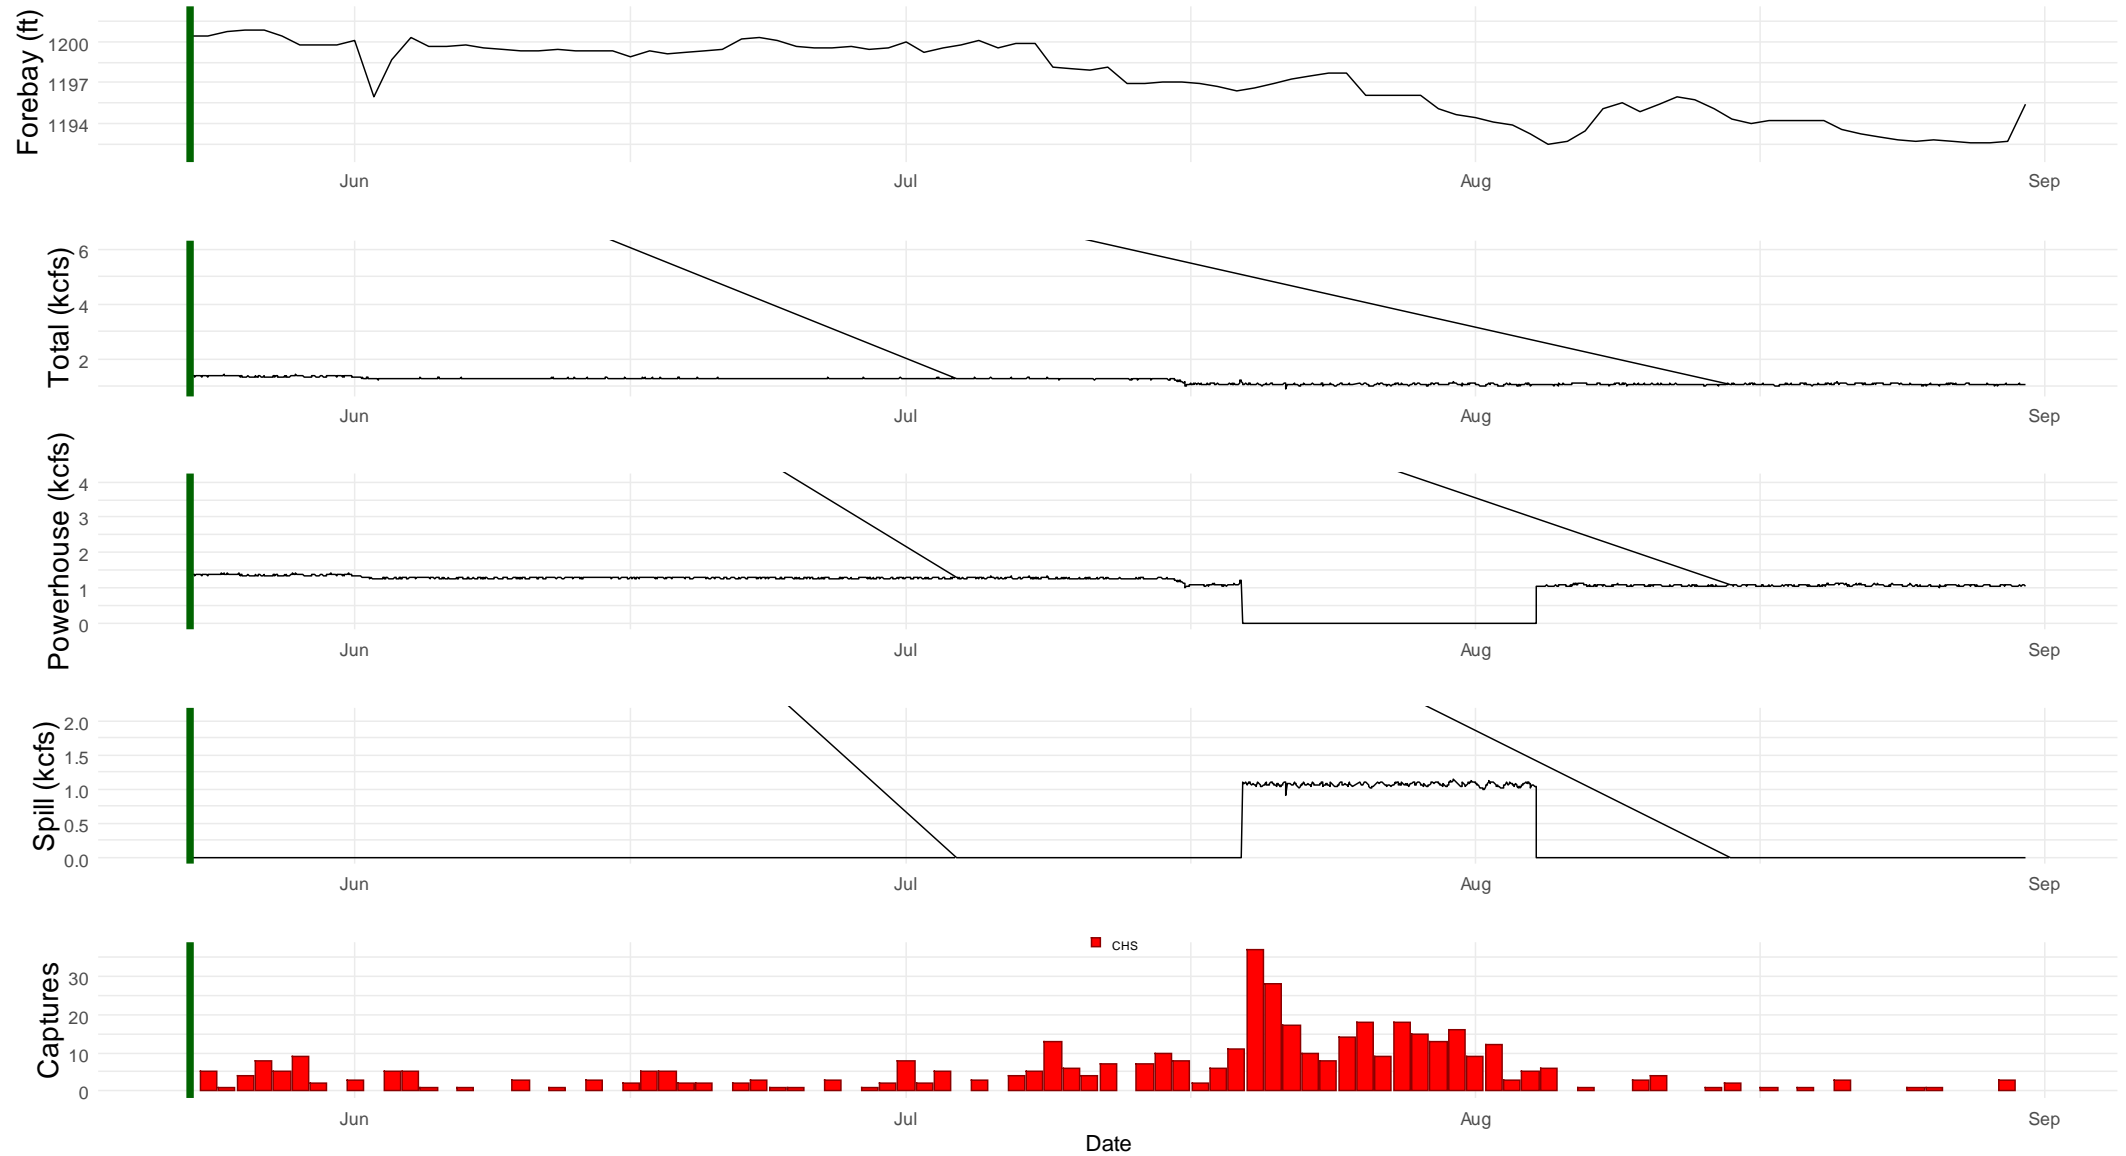 Forebay (ft)
1200
1197
1194
Jun Jul Aug Sep
Total (kcfs)
6
4
2
Jun Jul Aug Sep
Powerhouse (kcfs)
4
3
2
1
0
Jun Jul Aug Sep
Spill (kcfs)
2.0
1.5
1.0
0.5
0.0
Jun Jul Aug Sep
CHS
Captures
30
20
10
0
Jun Jul Aug Sep
Date